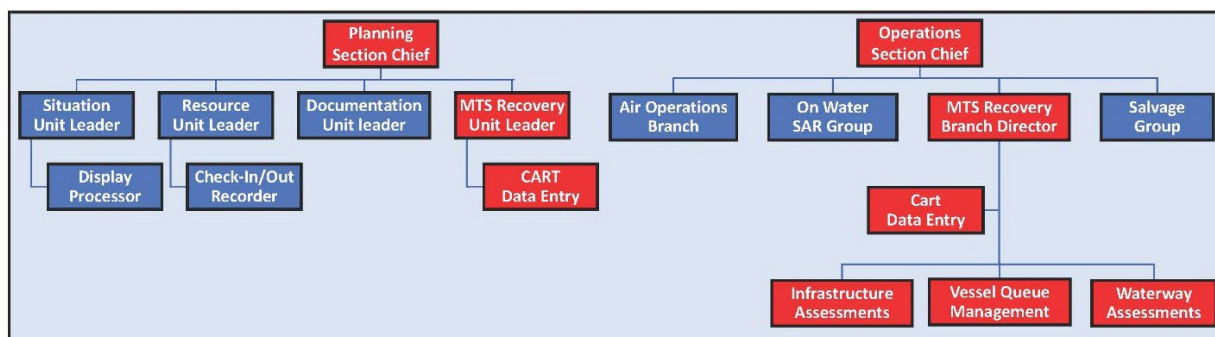 Planning
Section Chief
Operations
Section Chief
Situation
Unit Leader
Resource
Unit Leader
Documentation
Unit leader
MTS Recovery
Unit Leader
Air Operations
Branch
On Water
SAR Group
MTS Recovery
Branch Director
Salvage
Group
Display
Processor
Check-In/Out
Recorder
CART
Data Entry
Cart
Data Entry
Infrastructure
Assessments
Vessel Queue
Management
Waterway
Assessments